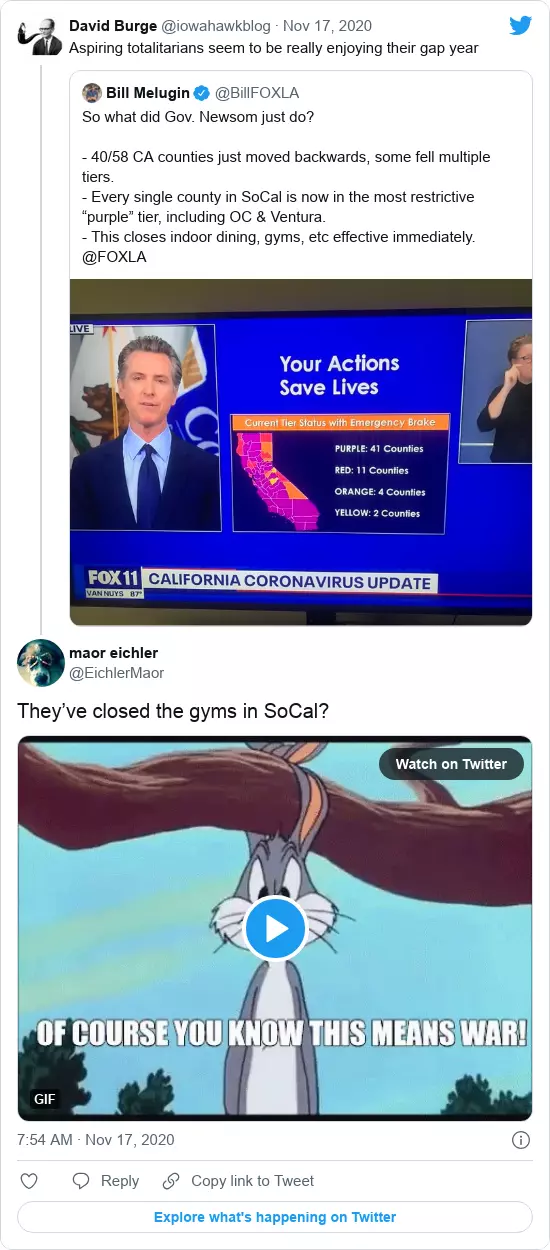 David Burge @iowahawkblog · Nov 17, 2020
Aspiring totalitarians seem to be really enjoying their gap year
Bill Melugin @BillFOXLA
So what did Gov. Newsom just do?
- 40/58 CA counties just moved backwards, some fell multiple
tiers.
- Every single county in SoCal is now in the most restrictive
“purple” tier, including OC & Ventura.
- This closes indoor dining, gyms, etc effective immediately.
@FOXLA
LIVE
Your Actions
Save Lives
Current Tier Status with Emergency Brake
PURPLE: 41 Counties
RED: 11 Counties
ORANGE: 4 Counties
YELLOW: 2 Counties
FOX 11 CALIFORNIA CORONAVIRUS UPDATE
VAN NUYS 87°
maor eichler
@EichlerMaor
They’ve closed the gyms in SoCal?
Watch on Twitter
OF COURSE YOU KNOW THIS MEANS WAR!
GIF
7:54 AM · Nov 17, 2020
Reply Copy link to Tweet
Explore what's happening on Twitter